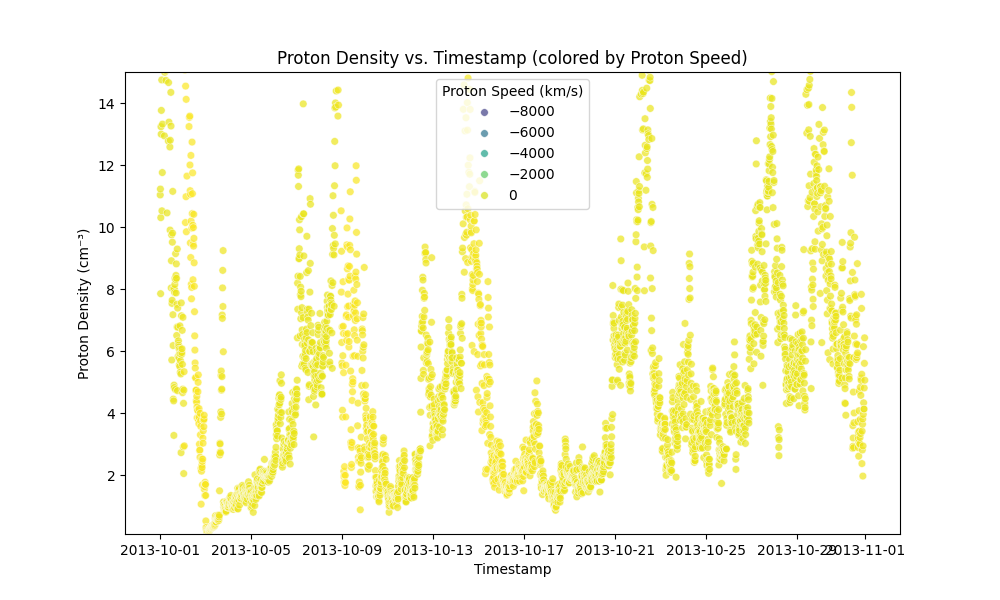 Proton Density vs. Timestamp (colored by Proton Speed)
Proton Speed (km/s)
−8000
−6000
−4000
−2000
0
14
12
10
8
6
4
2
Proton Density (cm⁻³)
2013-10-01 2013-10-05 2013-10-09 2013-10-13 2013-10-17 2013-10-21 2013-10-25 2013-10-29 2013-11-01
Timestamp